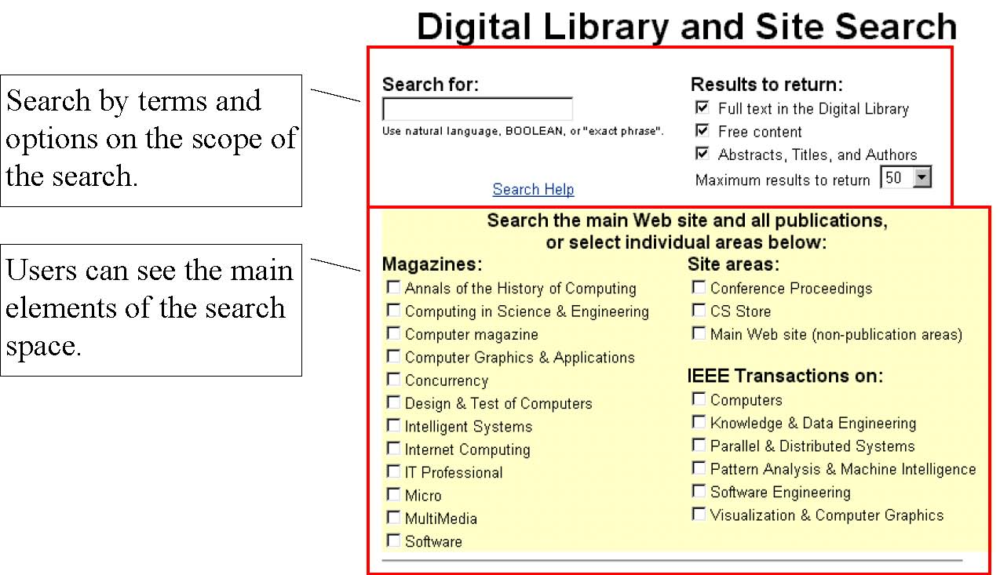 Digital Library and Site Search
Search by terms and
options on the scope of
the search.
Search for:
Use natural language, BOOLEAN, or "exact phrase".
Search Help
Results to return:
Full text in the Digital Library
Free content
Abstracts, Titles, and Authors
Maximum results to return 50
Users can see the main
elements of the search
space.
Search the main Web site and all publications,
or select individual areas below:
Magazines:
Annals of the History of Computing
Computing in Science & Engineering
Computer magazine
Computer Graphics & Applications
Concurrency
Design & Test of Computers
Intelligent Systems
Internet Computing
IT Professional
Micro
MultiMedia
Software
Site areas:
Conference Proceedings
CS Store
Main Web site (non-publication areas)
IEEE Transactions on:
Computers
Knowledge & Data Engineering
Parallel & Distributed Systems
Pattern Analysis & Machine Intelligence
Software Engineering
Visualization & Computer Graphics